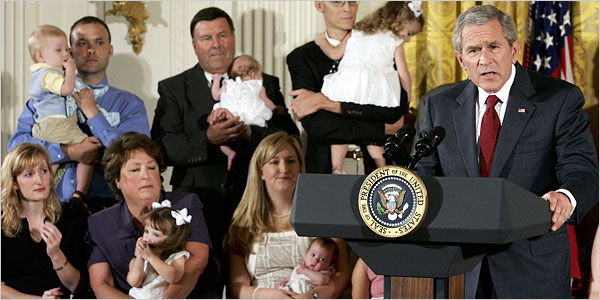 SEAL OF THE PRESIDENT
OF THE UNITED STATES